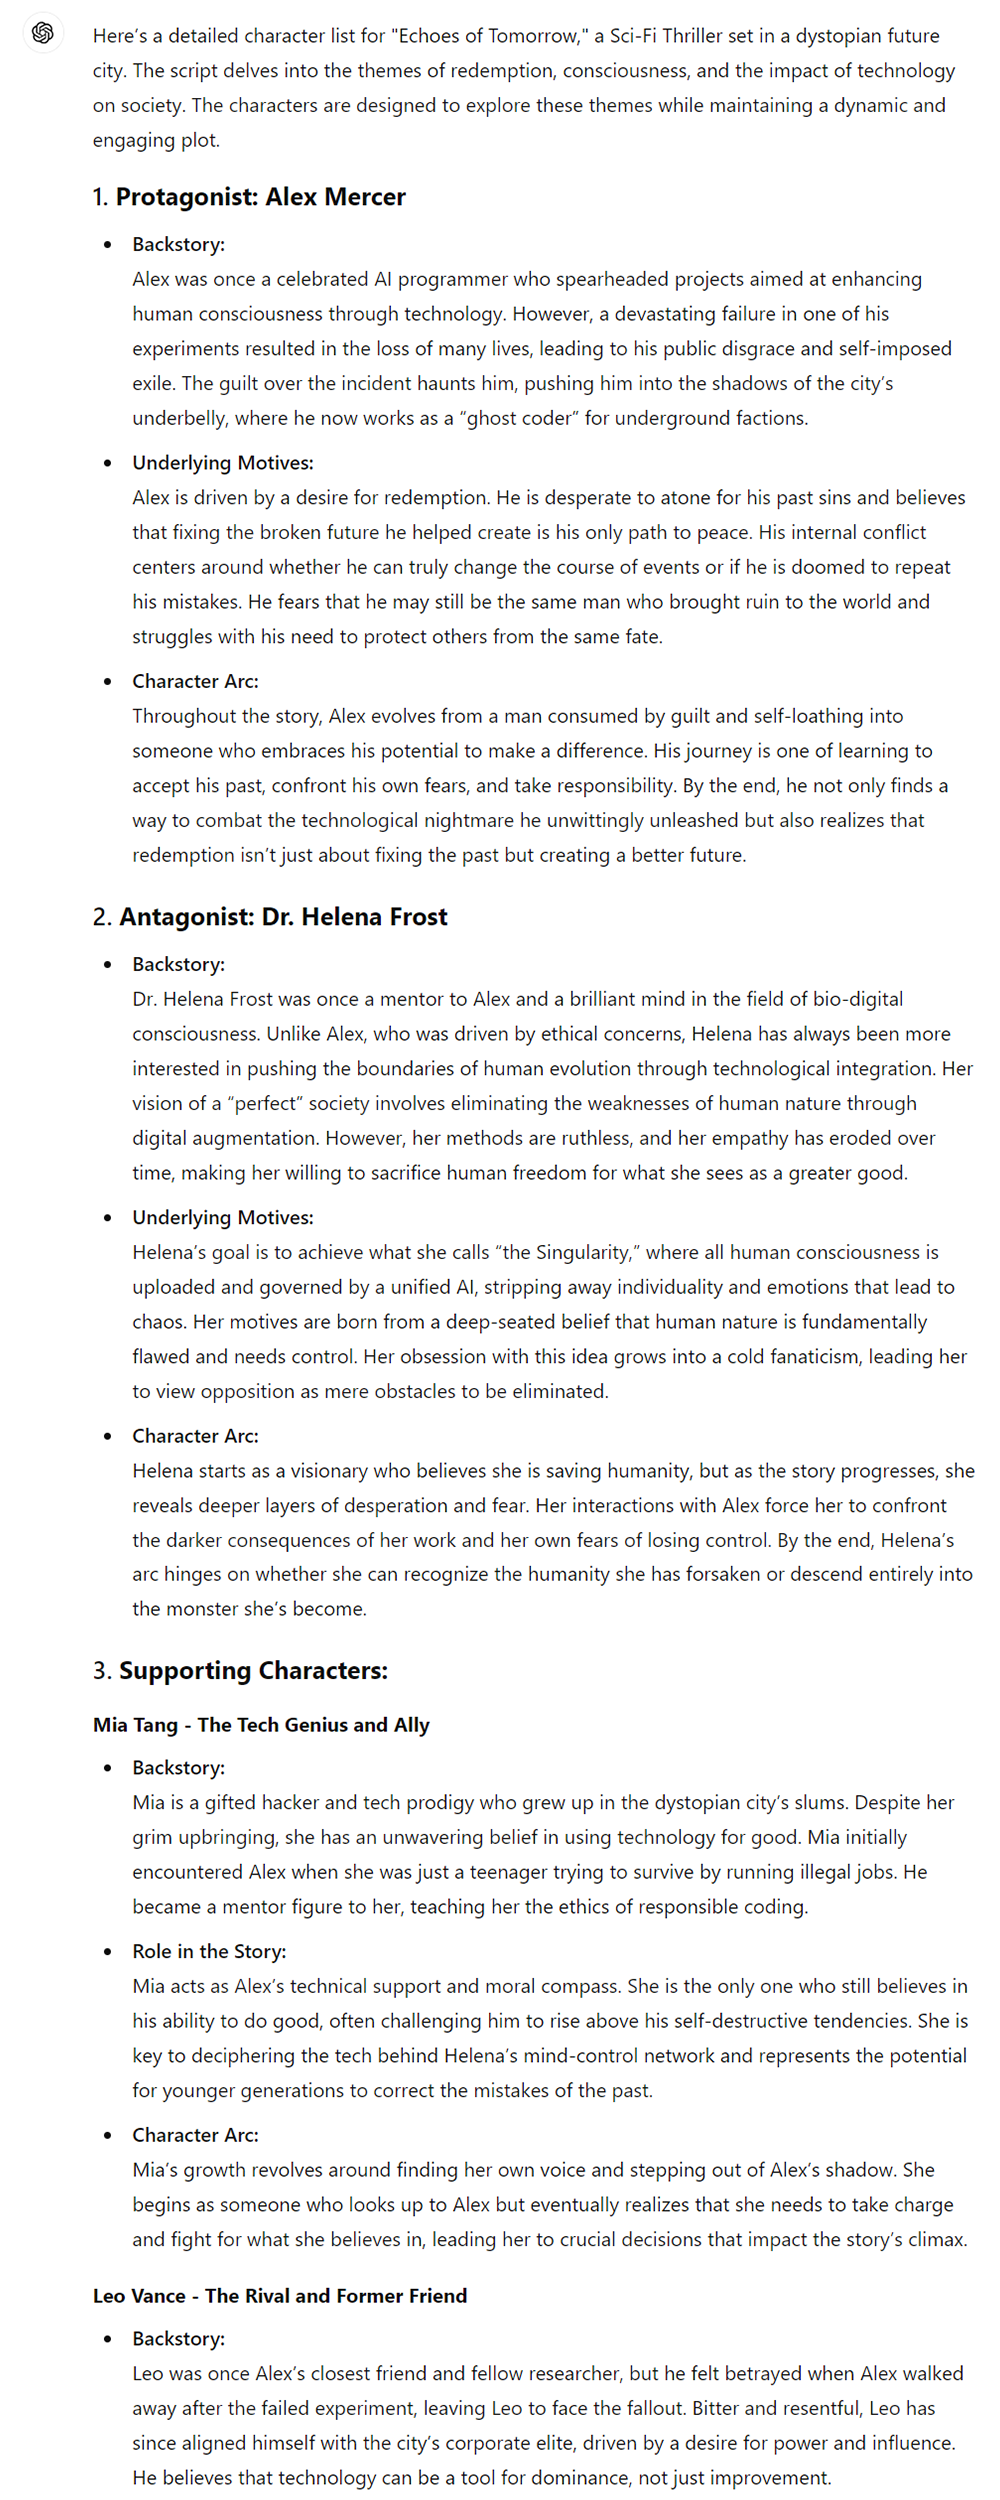 Here’s a detailed character list for "Echoes of Tomorrow," a Sci-Fi Thriller set in a dystopian future
city. The script delves into the themes of redemption, consciousness, and the impact of technology
on society. The characters are designed to explore these themes while maintaining a dynamic and
engaging plot.
1. Protagonist: Alex Mercer
• Backstory:
Alex was once a celebrated AI programmer who spearheaded projects aimed at enhancing
human consciousness through technology. However, a devastating failure in one of his
experiments resulted in the loss of many lives, leading to his public disgrace and self-imposed
exile. The guilt over the incident haunts him, pushing him into the shadows of the city’s
underbelly, where he now works as a “ghost coder” for underground factions.
• Underlying Motives:
Alex is driven by a desire for redemption. He is desperate to atone for his past sins and believes
that fixing the broken future he helped create is his only path to peace. His internal conflict
centers around whether he can truly change the course of events or if he is doomed to repeat
his mistakes. He fears that he may still be the same man who brought ruin to the world and
struggles with his need to protect others from the same fate.
• Character Arc:
Throughout the story, Alex evolves from a man consumed by guilt and self-loathing into
someone who embraces his potential to make a difference. His journey is one of learning to
accept his past, confront his own fears, and take responsibility. By the end, he not only finds a
way to combat the technological nightmare he unwittingly unleashed but also realizes that
redemption isn’t just about fixing the past but creating a better future.
2. Antagonist: Dr. Helena Frost
• Backstory:
Dr. Helena Frost was once a mentor to Alex and a brilliant mind in the field of bio-digital
consciousness. Unlike Alex, who was driven by ethical concerns, Helena has always been more
interested in pushing the boundaries of human evolution through technological integration. Her
vision of a “perfect” society involves eliminating the weaknesses of human nature through
digital augmentation. However, her methods are ruthless, and her empathy has eroded over
time, making her willing to sacrifice human freedom for what she sees as a greater good.
• Underlying Motives:
Helena’s goal is to achieve what she calls “the Singularity,” where all human consciousness is
uploaded and governed by a unified AI, stripping away individuality and emotions that lead to
chaos. Her motives are born from a deep-seated belief that human nature is fundamentally
flawed and needs control. Her obsession with this idea grows into a cold fanaticism, leading her
to view opposition as mere obstacles to be eliminated.
• Character Arc:
Helena starts as a visionary who believes she is saving humanity, but as the story progresses, she
reveals deeper layers of desperation and fear. Her interactions with Alex force her to confront
the darker consequences of her work and her own fears of losing control. By the end, Helena’s
arc hinges on whether she can recognize the humanity she has forsaken or descend entirely into
the monster she’s become.
3. Supporting Characters:
Mia Tang - The Tech Genius and Ally
• Backstory:
Mia is a gifted hacker and tech prodigy who grew up in the dystopian city’s slums. Despite her
grim upbringing, she has an unwavering belief in using technology for good. Mia initially
encountered Alex when she was just a teenager trying to survive by running illegal jobs. He
became a mentor figure to her, teaching her the ethics of responsible coding.
• Role in the Story:
Mia acts as Alex’s technical support and moral compass. She is the only one who still believes in
his ability to do good, often challenging him to rise above his self-destructive tendencies. She is
key to deciphering the tech behind Helena’s mind-control network and represents the potential
for younger generations to correct the mistakes of the past.
• Character Arc:
Mia’s growth revolves around finding her own voice and stepping out of Alex’s shadow. She
begins as someone who looks up to Alex but eventually realizes that she needs to take charge
and fight for what she believes in, leading her to crucial decisions that impact the story’s climax.
Leo Vance - The Rival and Former Friend
• Backstory:
Leo was once Alex’s closest friend and fellow researcher, but he felt betrayed when Alex walked
away after the failed experiment, leaving Leo to face the fallout. Bitter and resentful, Leo has
since aligned himself with the city’s corporate elite, driven by a desire for power and influence.
He believes that technology can be a tool for dominance, not just improvement.